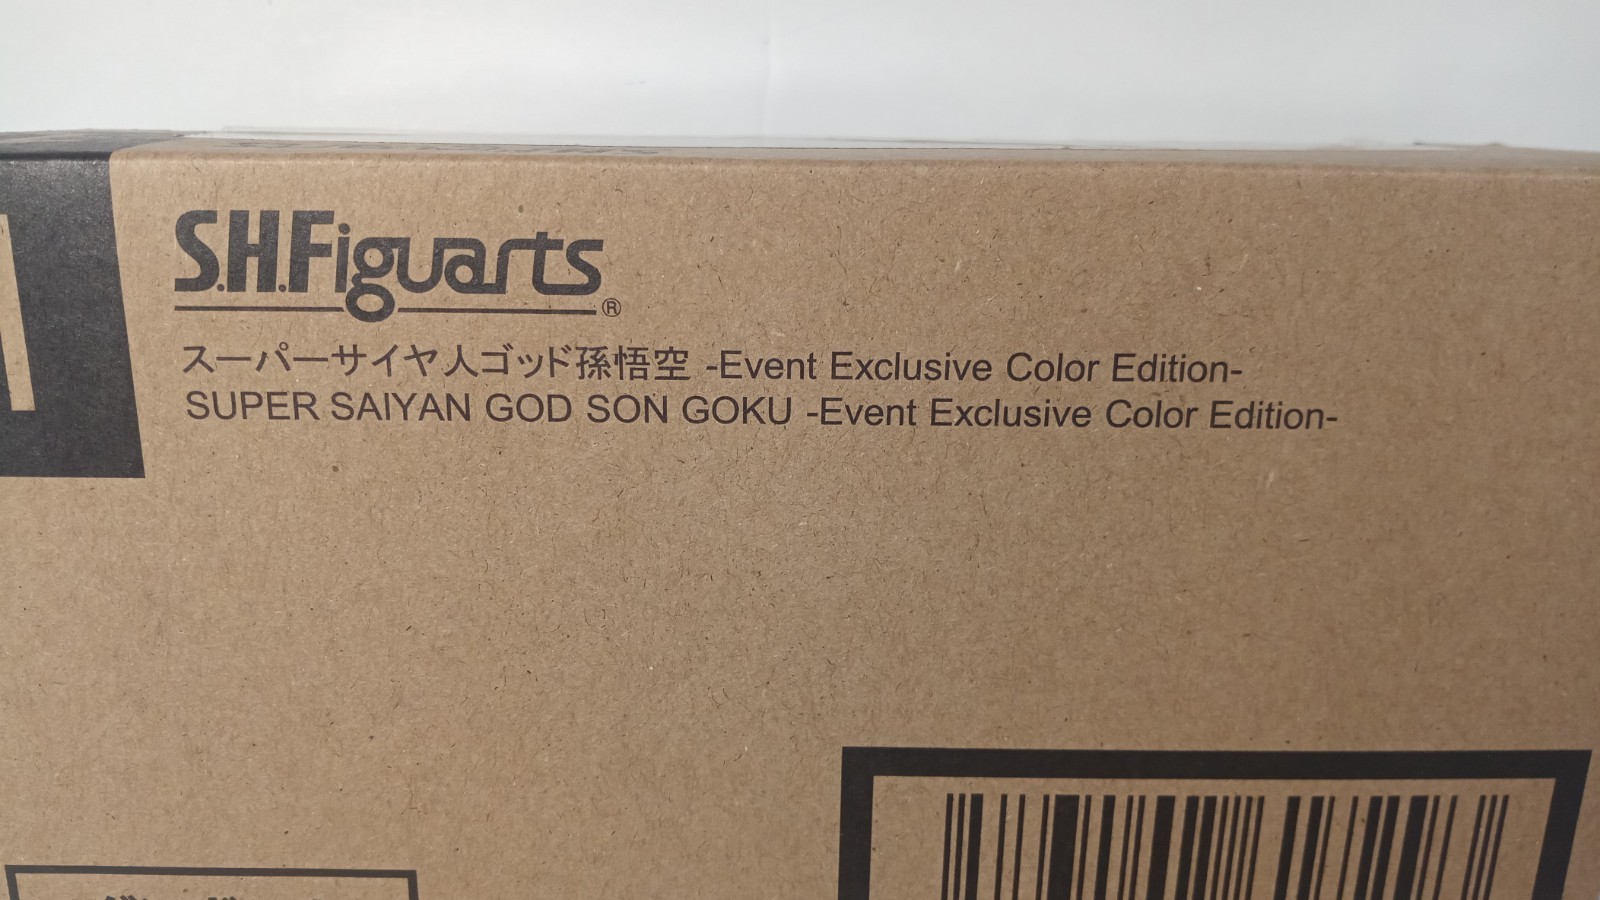 S.H.Figuarts®
スーパーサイヤ人ゴッド孫悟空 -Event Exclusive Color Edition-
SUPER SAIYAN GOD SON GOKU -Event Exclusive Color Edition-